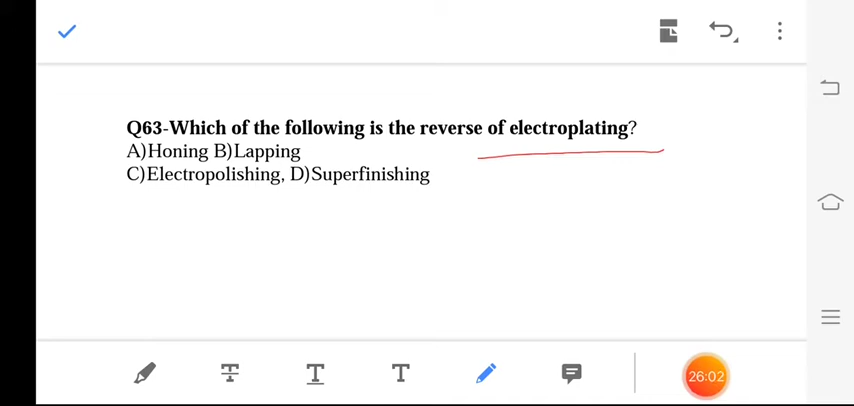 Q63-Which of the following is the reverse of electroplating?
A)Honing B)Lapping
C)Electropolishing, D)Superfinishing
T T T
26:02